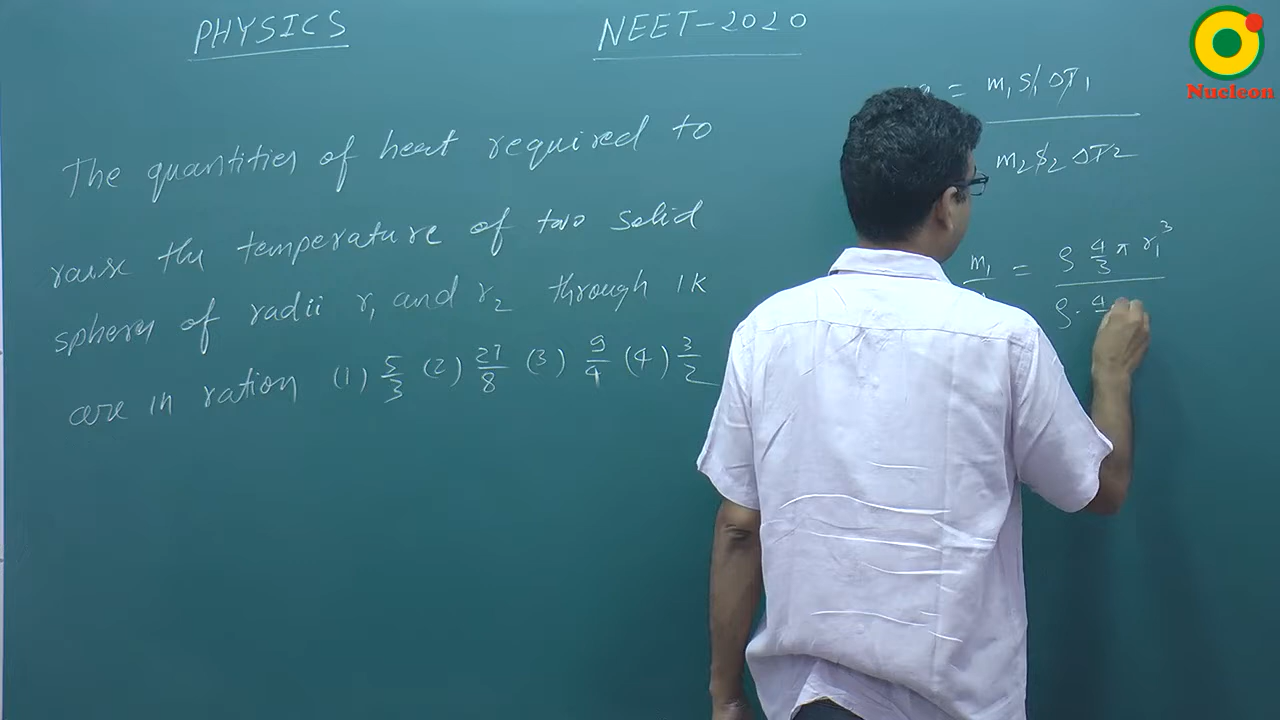 PHYSICS
NEET-2020
Nucleon
The quantities of heat required to
raise the temperature of two solid
spheres of radii r₁ and r₂ through 1K
are in ration (1) 5/3 (2) 27/8 (3) 9/4 (4) 3/2
= m₁ S₁ ΔT₁
m₂ S₂ ΔT₂
m₁ = ρ 4/3 π r₁³
ρ · 4